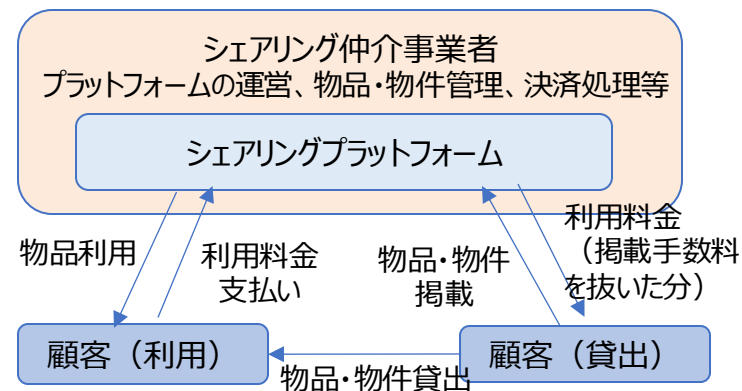 シェアリング仲介事業者
プラットフォームの運営、物品・物件管理、決済処理等
シェアリングプラットフォーム
物品利用
利用料金
支払い
物品・物件
掲載
利用料金
（掲載手数料
を抜いた分）
顧客（利用）
顧客（貸出）
物品・物件貸出